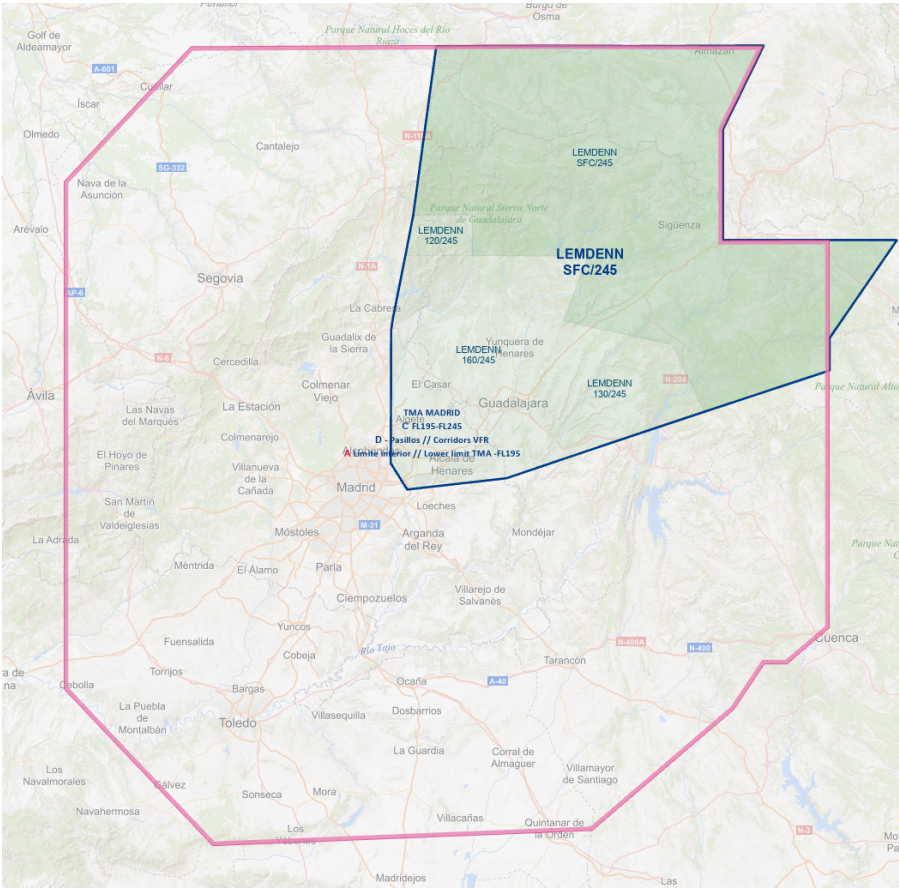 Burgo de
Osma
Golf de
Aldeamayor
Parque Natural Hoces del Río
Riaza
Almazán
A-601
Cuéllar
Íscar
Olmedo
N-110A
Cantalejo
SG-332
LEMDENN
SFC/245
Nava de la
Asunción
Parque Natural Sierra Norte
de Guadalajara
Arévalo
LEMDENN
120/245
Sigüenza
LEMDENN
SFC/245
N-1A
Segovia
AP-6
La Cabrera
Guadalix de
la Sierra
Yunquera de
Henares
LEMDENN
160/245
N-6
Cercedilla
Colmenar
Viejo
El Casar
LEMDENN
130/245
N-204
Parque Natural Alto
Ávila
Las Navas
del Marqués
La Estación
Guadalajara
TMA MADRID
C FL195-FL245
Algete
D - Pasillos // Corridors VFR
Colmenarejo
A Límite inferior // Lower limit TMA -FL195
El Hoyo de
Pinares
Villanueva
de la
Cañada
Alcalá de
Henares
Madrid
San Martín
de
Valdeiglesias
Loeches
M-31
La Adrada
Móstoles
Arganda
del Rey
Mondéjar
Parque Nat
Méntrida
El Álamo
Parla
Ciempozuelos
Villarejo de
Salvanés
Yuncos
Fuensalida
Cobeja
Río Tajo
N-400A
N-400
Cuenca
Torrijos
Tarancón
Cebolla
Bargas
Ocaña
A-40
La Puebla
de
Montalbán
Toledo
Villasequilla
Dosbarrios
La Guardia
Corral de
Almaguer
Los
Navalmorales
Gálvez
Villamayor
de Santiago
Sonseca
Mora
Navahermosa
Villacañas
Quintanar de
la Orden
Los
Yébenes
N-3
Madridejos
Las